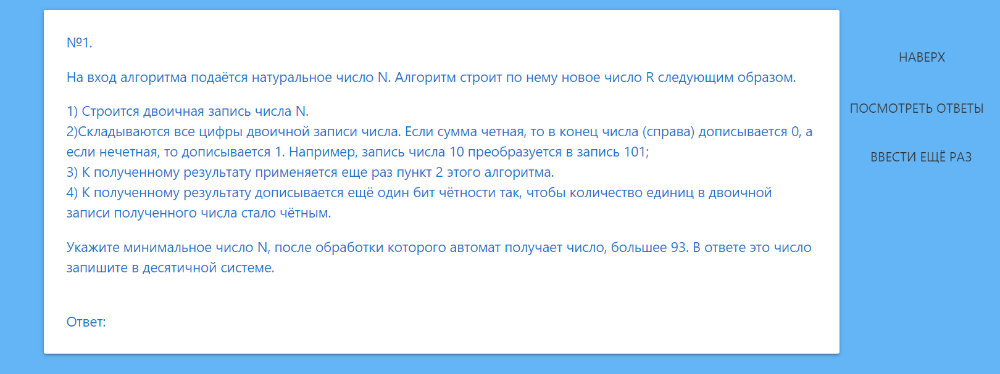 №1.
На вход алгоритма подаётся натуральное число N. Алгоритм строит по нему новое число R следующим образом.
1) Строится двоичная запись числа N.
2)Складываются все цифры двоичной записи числа. Если сумма четная, то в конец числа (справа) дописывается 0, а
если нечетная, то дописывается 1. Например, запись числа 10 преобразуется в запись 101;
3) К полученному результату применяется еще раз пункт 2 этого алгоритма.
4) К полученному результату дописывается ещё один бит чётности так, чтобы количество единиц в двоичной
записи полученного числа стало чётным.
Укажите минимальное число N, после обработки которого автомат получает число, большее 93. В ответе это число
запишите в десятичной системе.
Ответ:
НАВЕРХ
ПОСМОТРЕТЬ ОТВЕТЫ
ВВЕСТИ ЕЩЁ РАЗ